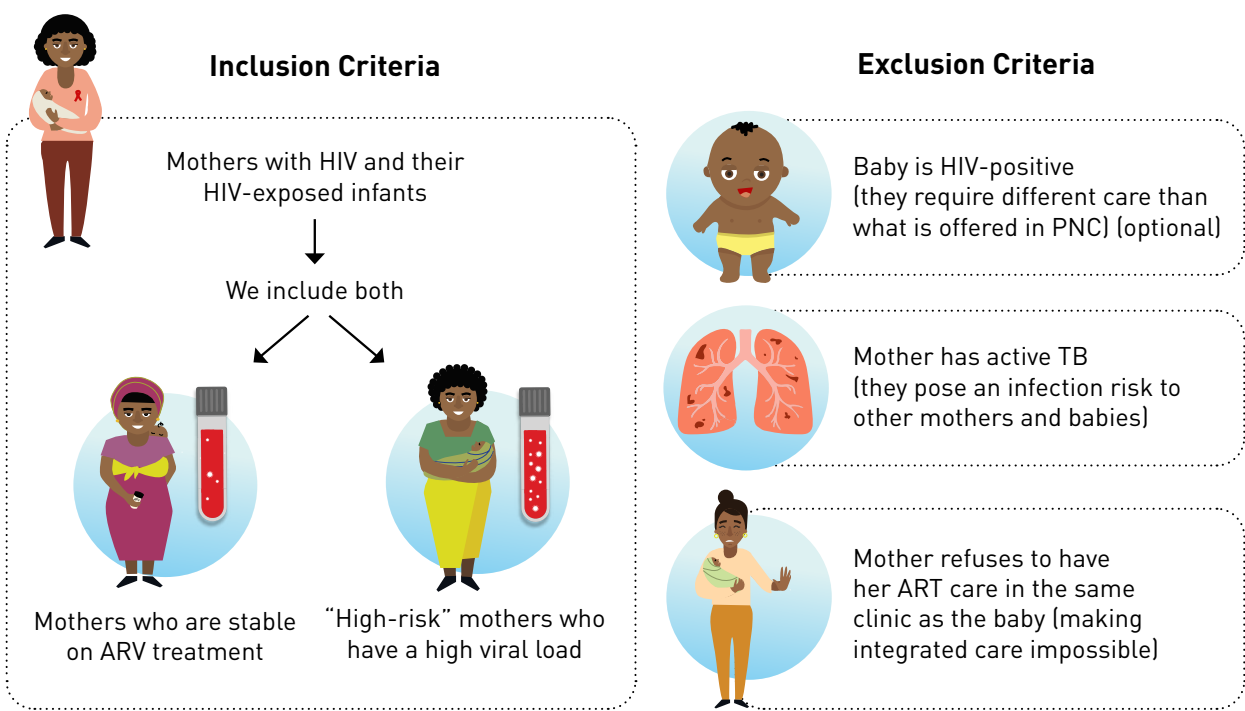 Inclusion Criteria
Mothers with HIV and their
HIV-exposed infants
We include both
Mothers who are stable
on ARV treatment
“High-risk” mothers who
have a high viral load
Exclusion Criteria
Baby is HIV-positive
(they require different care than
what is offered in PNC) (optional)
Mother has active TB
(they pose an infection risk to
other mothers and babies)
Mother refuses to have
her ART care in the same
clinic as the baby (making
integrated care impossible)